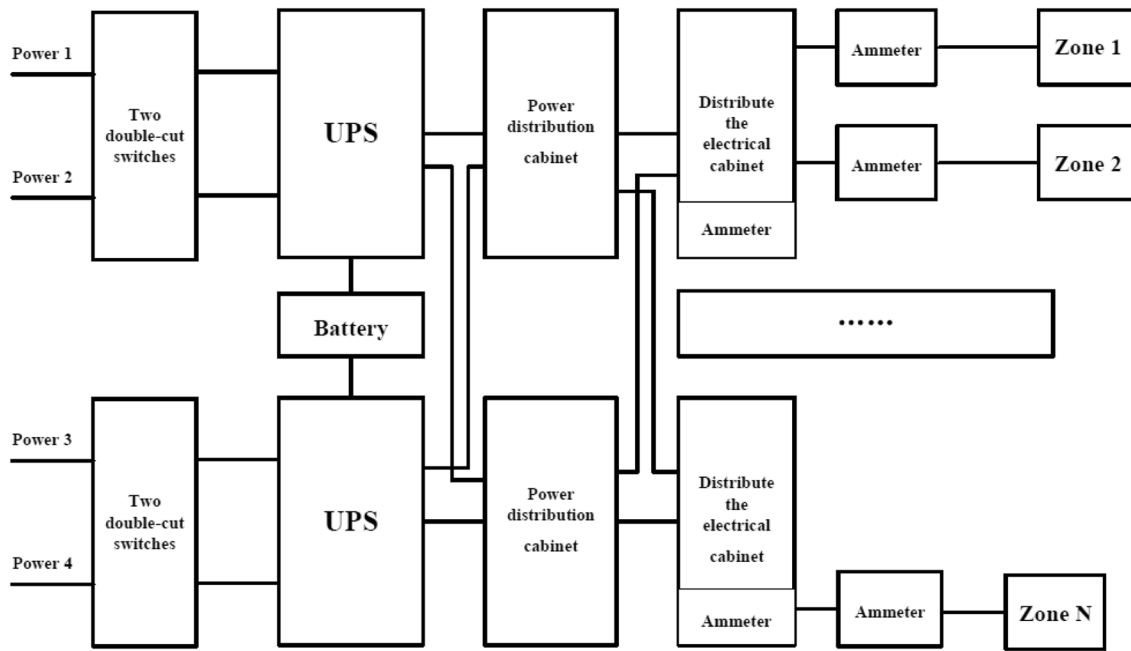 Power 1
Power 2
Two
double-cut
switches
UPS
Power
distribution
cabinet
Distribute
the
electrical
cabinet
Ammeter
Ammeter
Zone 1
Ammeter
Zone 2
Battery
......
Power 3
Power 4
Two
double-cut
switches
UPS
Power
distribution
cabinet
Distribute
the
electrical
cabinet
Ammeter
Ammeter
Zone N